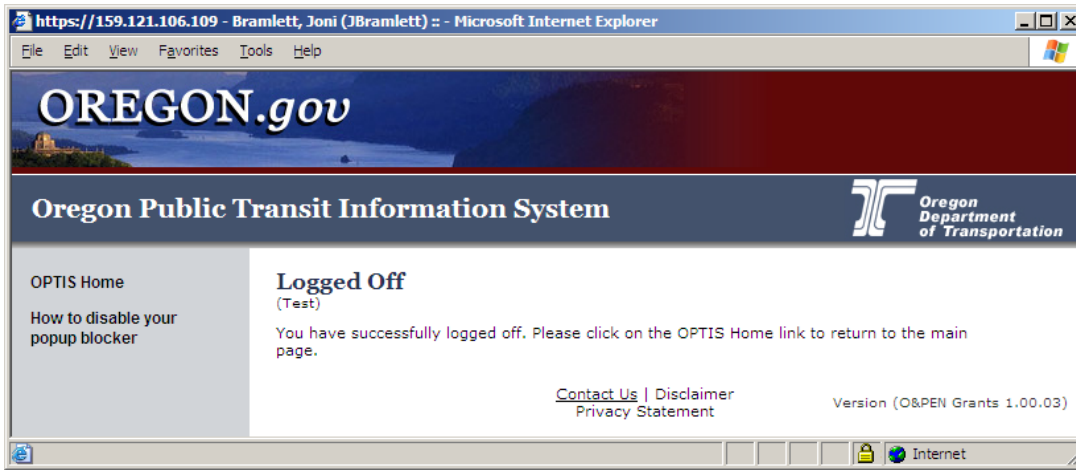 https://159.121.106.109 - Bramlett, Joni (JBramlett) :: - Microsoft Internet Explorer
File Edit View Favorites Tools Help
OREGON.gov
Oregon Public Transit Information System
Oregon
Department
of Transportation
OPTIS Home
How to disable your
popup blocker
Logged Off
(Test)
You have successfully logged off. Please click on the OPTIS Home link to return to the main
page.
Contact Us | Disclaimer
Privacy Statement
Version (O&PEN Grants 1.00.03)
Internet